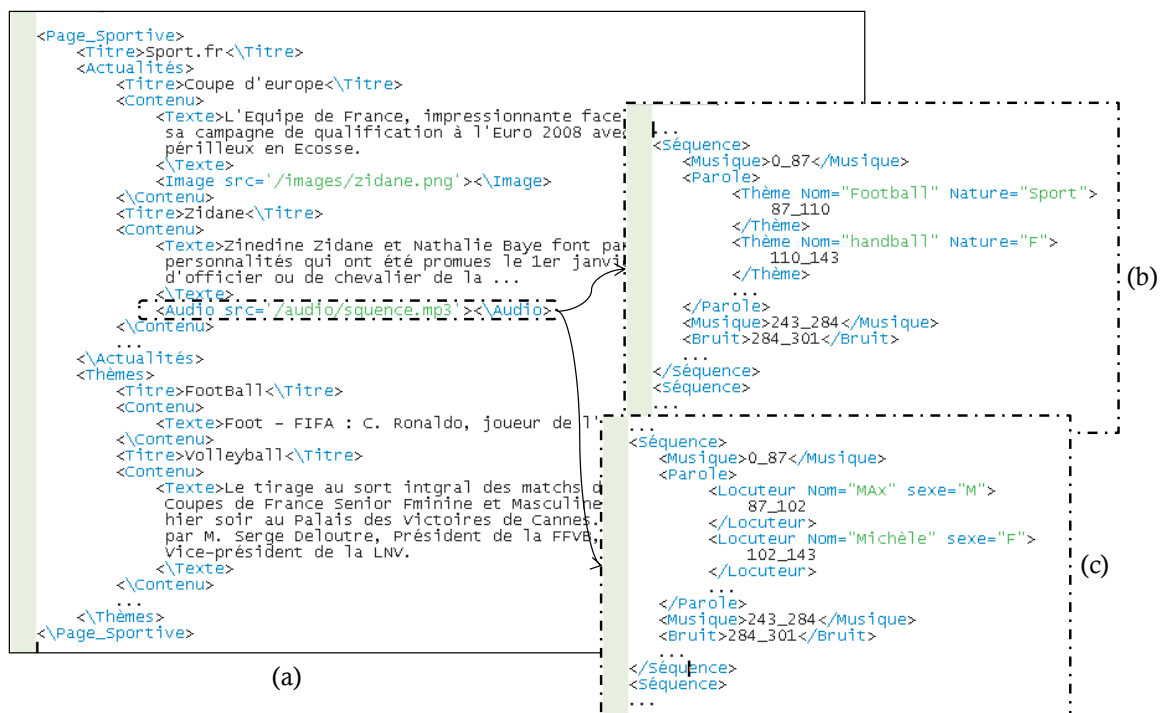 <Page_Sportive>
<Titre>Sport.fr<\Titre>
<Actualités>
<Titre>Coupe d'europe<\Titre>
<Contenu>
<Texte>L'Equipe de France, impressionnante face
sa campagne de qualification à l'Euro 2008 ave
périlleux en Ecosse.
<\Texte>
<Image src='/images/zidane.png'><\Image>
<\Contenu>
<Titre>Zidane<\Titre>
<Contenu>
<Texte>Zinedine Zidane et Nathalie Baye font pa
personnalités qui ont été promues le 1er janvi
d'officier ou de chevalier de la ...
<\Texte>
<Audio src='/audio/squence.mp3'><\Audio>
<\Contenu>
...
<\Actualités>
<Thèmes>
<Titre>FootBall<\Titre>
<Contenu>
<Texte>Foot - FIFA : C. Ronaldo, joueur de l'
<\Contenu>
<Titre>Volleyball<\Titre>
<Contenu>
<Texte>Le tirage au sort intgral des matchs d
Coupes de France Senior Fminine et Masculine
hier soir au Palais des Victoires de Cannes.
par M. Serge Deloutre, Président de la FFVB,
Vice-président de la LNV.
<\Texte>
<\Contenu>
...
<\Thèmes>
<\Page_Sportive>
(a)
...
<Séquence>
<Musique>0_87</Musique>
<Parole>
<Thème Nom="Football" Nature="Sport">
87_110
</Thème>
<Thème Nom="handball" Nature="F">
110_143
</Thème>
...
</Parole>
<Musique>243_284</Musique>
<Bruit>284_301</Bruit>
...
</Séquence>
<Séquence>
...
(b)
...
<Séquence>
<Musique>0_87</Musique>
<Parole>
<Locuteur Nom="MAx" sexe="M">
87_102
</Locuteur>
<Locuteur Nom="Michèle" sexe="F">
102_143
</Locuteur>
...
</Parole>
<Musique>243_284</Musique>
<Bruit>284_301</Bruit>
...
</Séquence>
<Séquence>
...
(c)